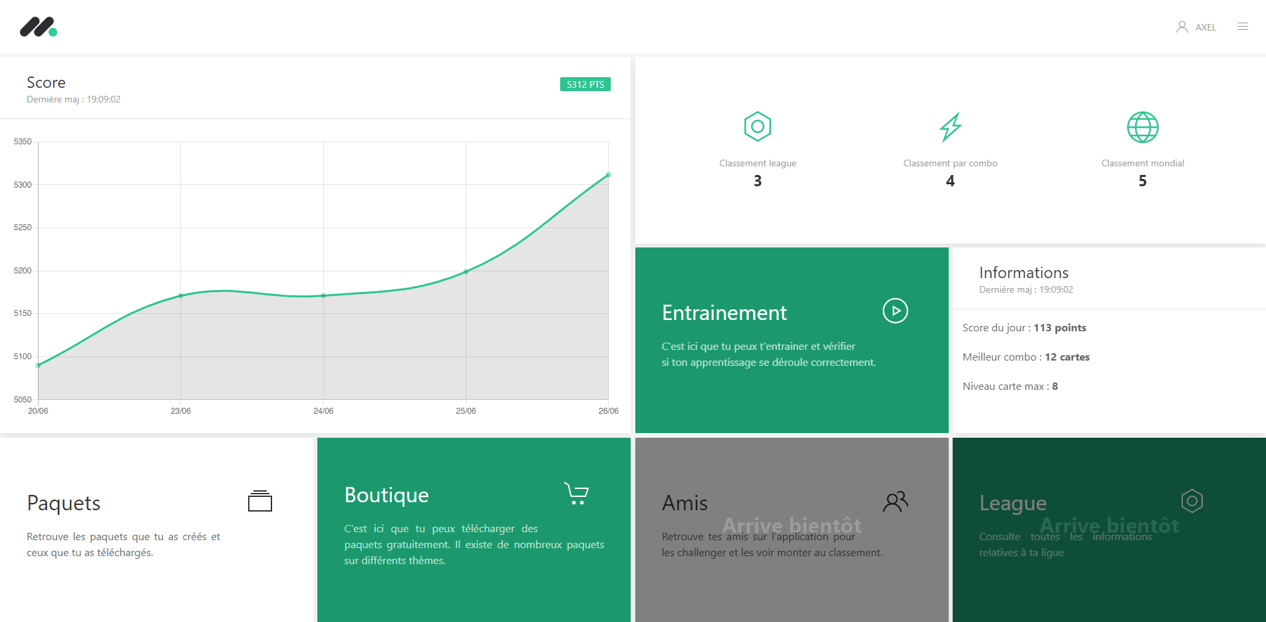 AXEL
Score
Dernière maj : 19:09:02
5312 PTS
5350
5300
5250
5200
5150
5100
5050
20/06
23/06
24/06
25/06
26/06
Classement league
3
Classement par combo
4
Classement mondial
5
Entrainement
C'est ici que tu peux t'entrainer et vérifier
si ton apprentissage se déroule correctement.
Informations
Dernière maj : 19:09:02
Score du jour : 113 points
Meilleur combo : 12 cartes
Niveau carte max : 8
Paquets
Retrouve les paquets que tu as créés et
ceux que tu as téléchargés.
Boutique
C'est ici que tu peux télécharger des
paquets gratuitement. Il existe de nombreux paquets
sur différents thèmes.
Amis
Arrive bientôt
Retrouve tes amis sur l'application pour
les challenger et les voir monter au classement.
League
Arrive bientôt
Consulte toutes les informations
relatives à ta ligue